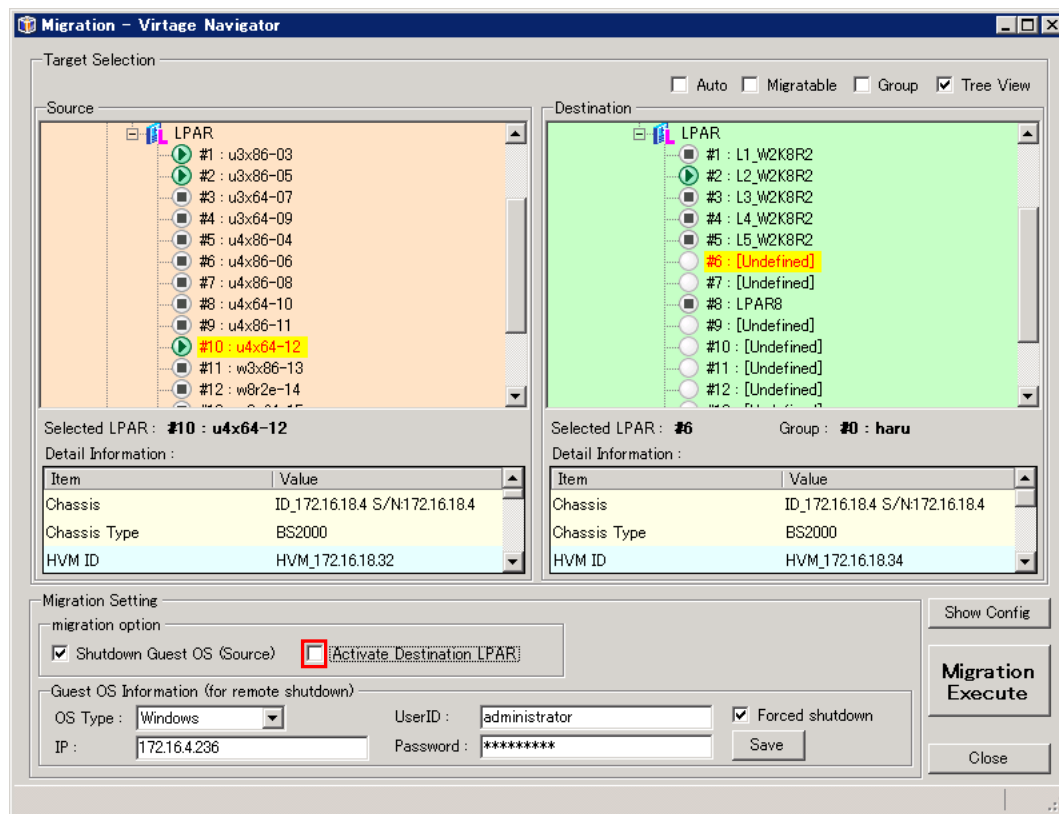 Migration - Virtage Navigator
Target Selection
Auto Migratable Group Tree View
Source
LPAR
#1 : u3x86-03
#2 : u3x86-05
#3 : u3x64-07
#4 : u3x64-09
#5 : u4x86-04
#6 : u4x86-06
#7 : u4x86-08
#8 : u4x64-10
#9 : u4x86-11
#10 : u4x64-12
#11 : w3x86-13
#12 : w8r2e-14
Selected LPAR : #10 : u4x64-12
Detail Information :
Item Value
Chassis ID_172.16.18.4 S/N:172.16.18.4
Chassis Type BS2000
HVM ID HVM_172.16.18.32
Destination
LPAR
#1 : L1_W2K8R2
#2 : L2_W2K8R2
#3 : L3_W2K8R2
#4 : L4_W2K8R2
#5 : L5_W2K8R2
#6 : [Undefined]
#7 : [Undefined]
#8 : LPAR8
#9 : [Undefined]
#10 : [Undefined]
#11 : [Undefined]
#12 : [Undefined]
Selected LPAR : #6 Group : #0 : haru
Detail Information :
Item Value
Chassis ID_172.16.18.4 S/N:172.16.18.4
Chassis Type BS2000
HVM ID HVM_172.16.18.34
Migration Setting
migration option
Shutdown Guest OS (Source) Activate Destination LPAR
Guest OS Information (for remote shutdown)
OS Type : Windows UserID : administrator Forced shutdown
IP : 172.16.4.236 Password : ********* Save
Show Config
Migration
Execute
Close